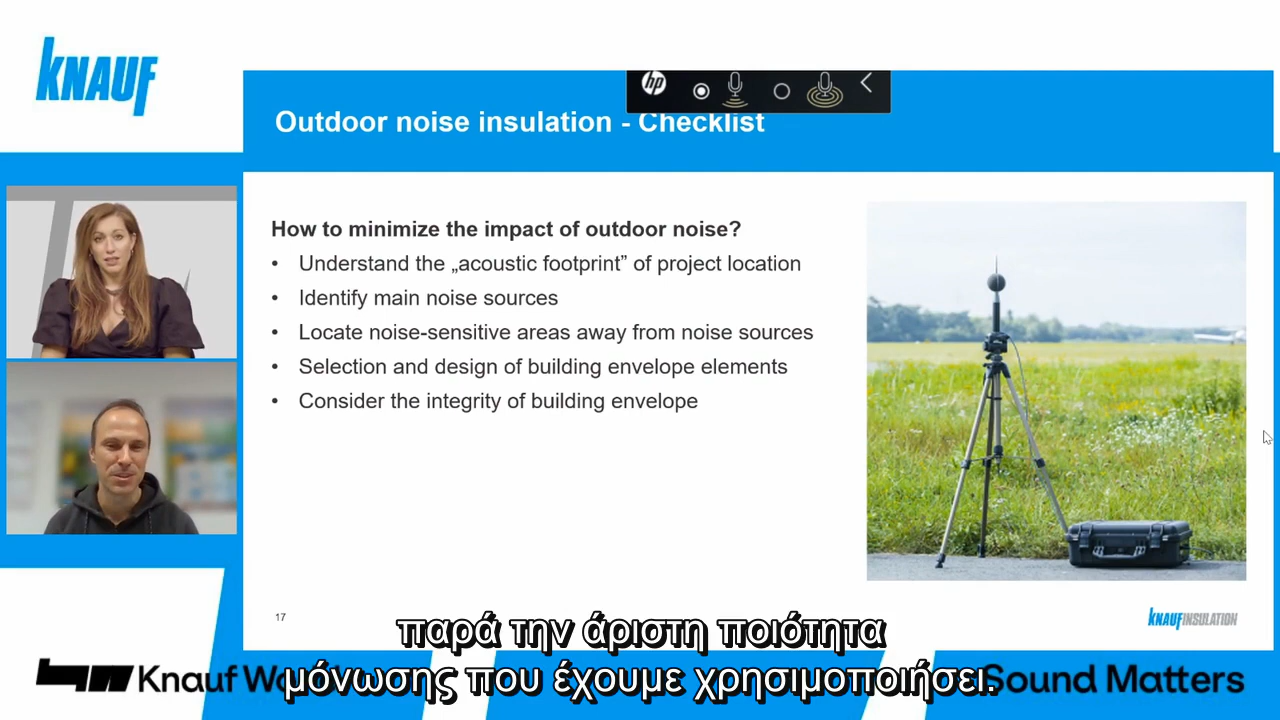 KNAUF
hp
Outdoor noise insulation - Checklist
How to minimize the impact of outdoor noise?
• Understand the „acoustic footprint” of project location
• Identify main noise sources
• Locate noise-sensitive areas away from noise sources
• Selection and design of building envelope elements
• Consider the integrity of building envelope
17
KNAUFINSULATION
παρά την άριστη ποιότητα
μόνωσης που έχουμε χρησιμοποιήσει.
Knauf
Sound Matters